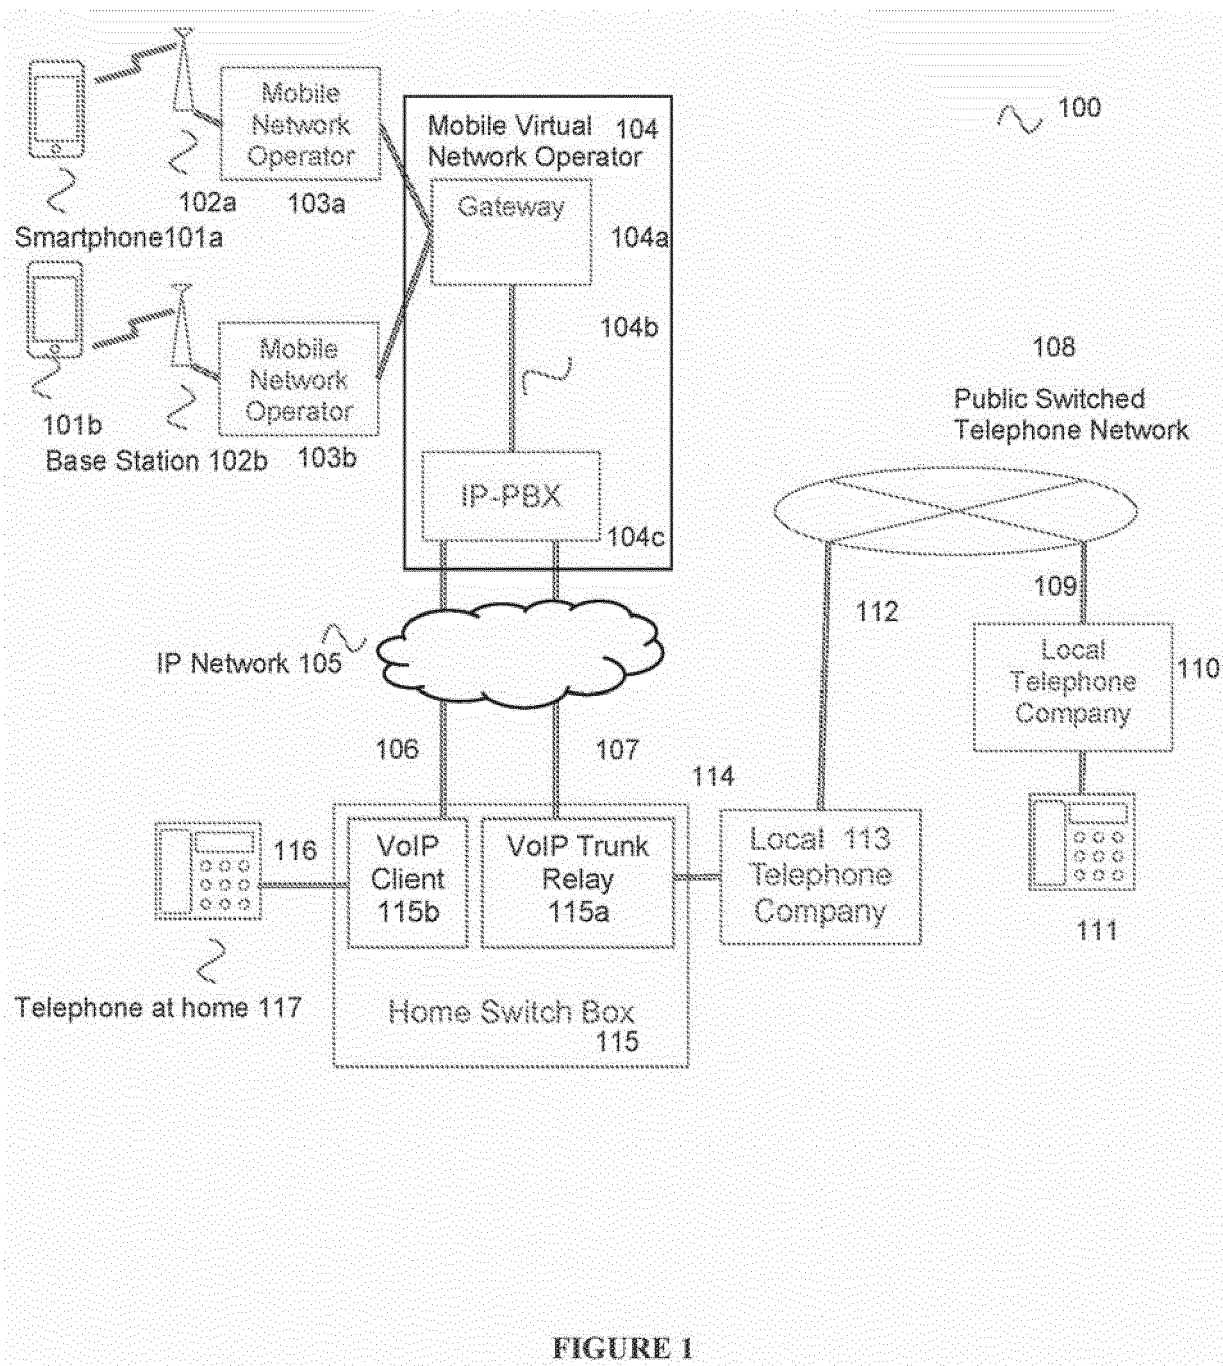 100
Mobile
Network
Operator
Mobile Virtual 104
Network Operator
102a
103a
Gateway
Smartphone101a
104a
104b
Mobile
Network
Operator
108
Public Switched
Telephone Network
101b
103b
Base Station 102b
IP-PBX
104c
109
112
IP Network 105
Local
Telephone
Company
110
106
107
114
116
VoIP
Client
115b
VoIP Trunk
Relay
115a
Local 113
Telephone
Company
111
Telephone at home 117
Home Switch Box
115
FIGURE 1